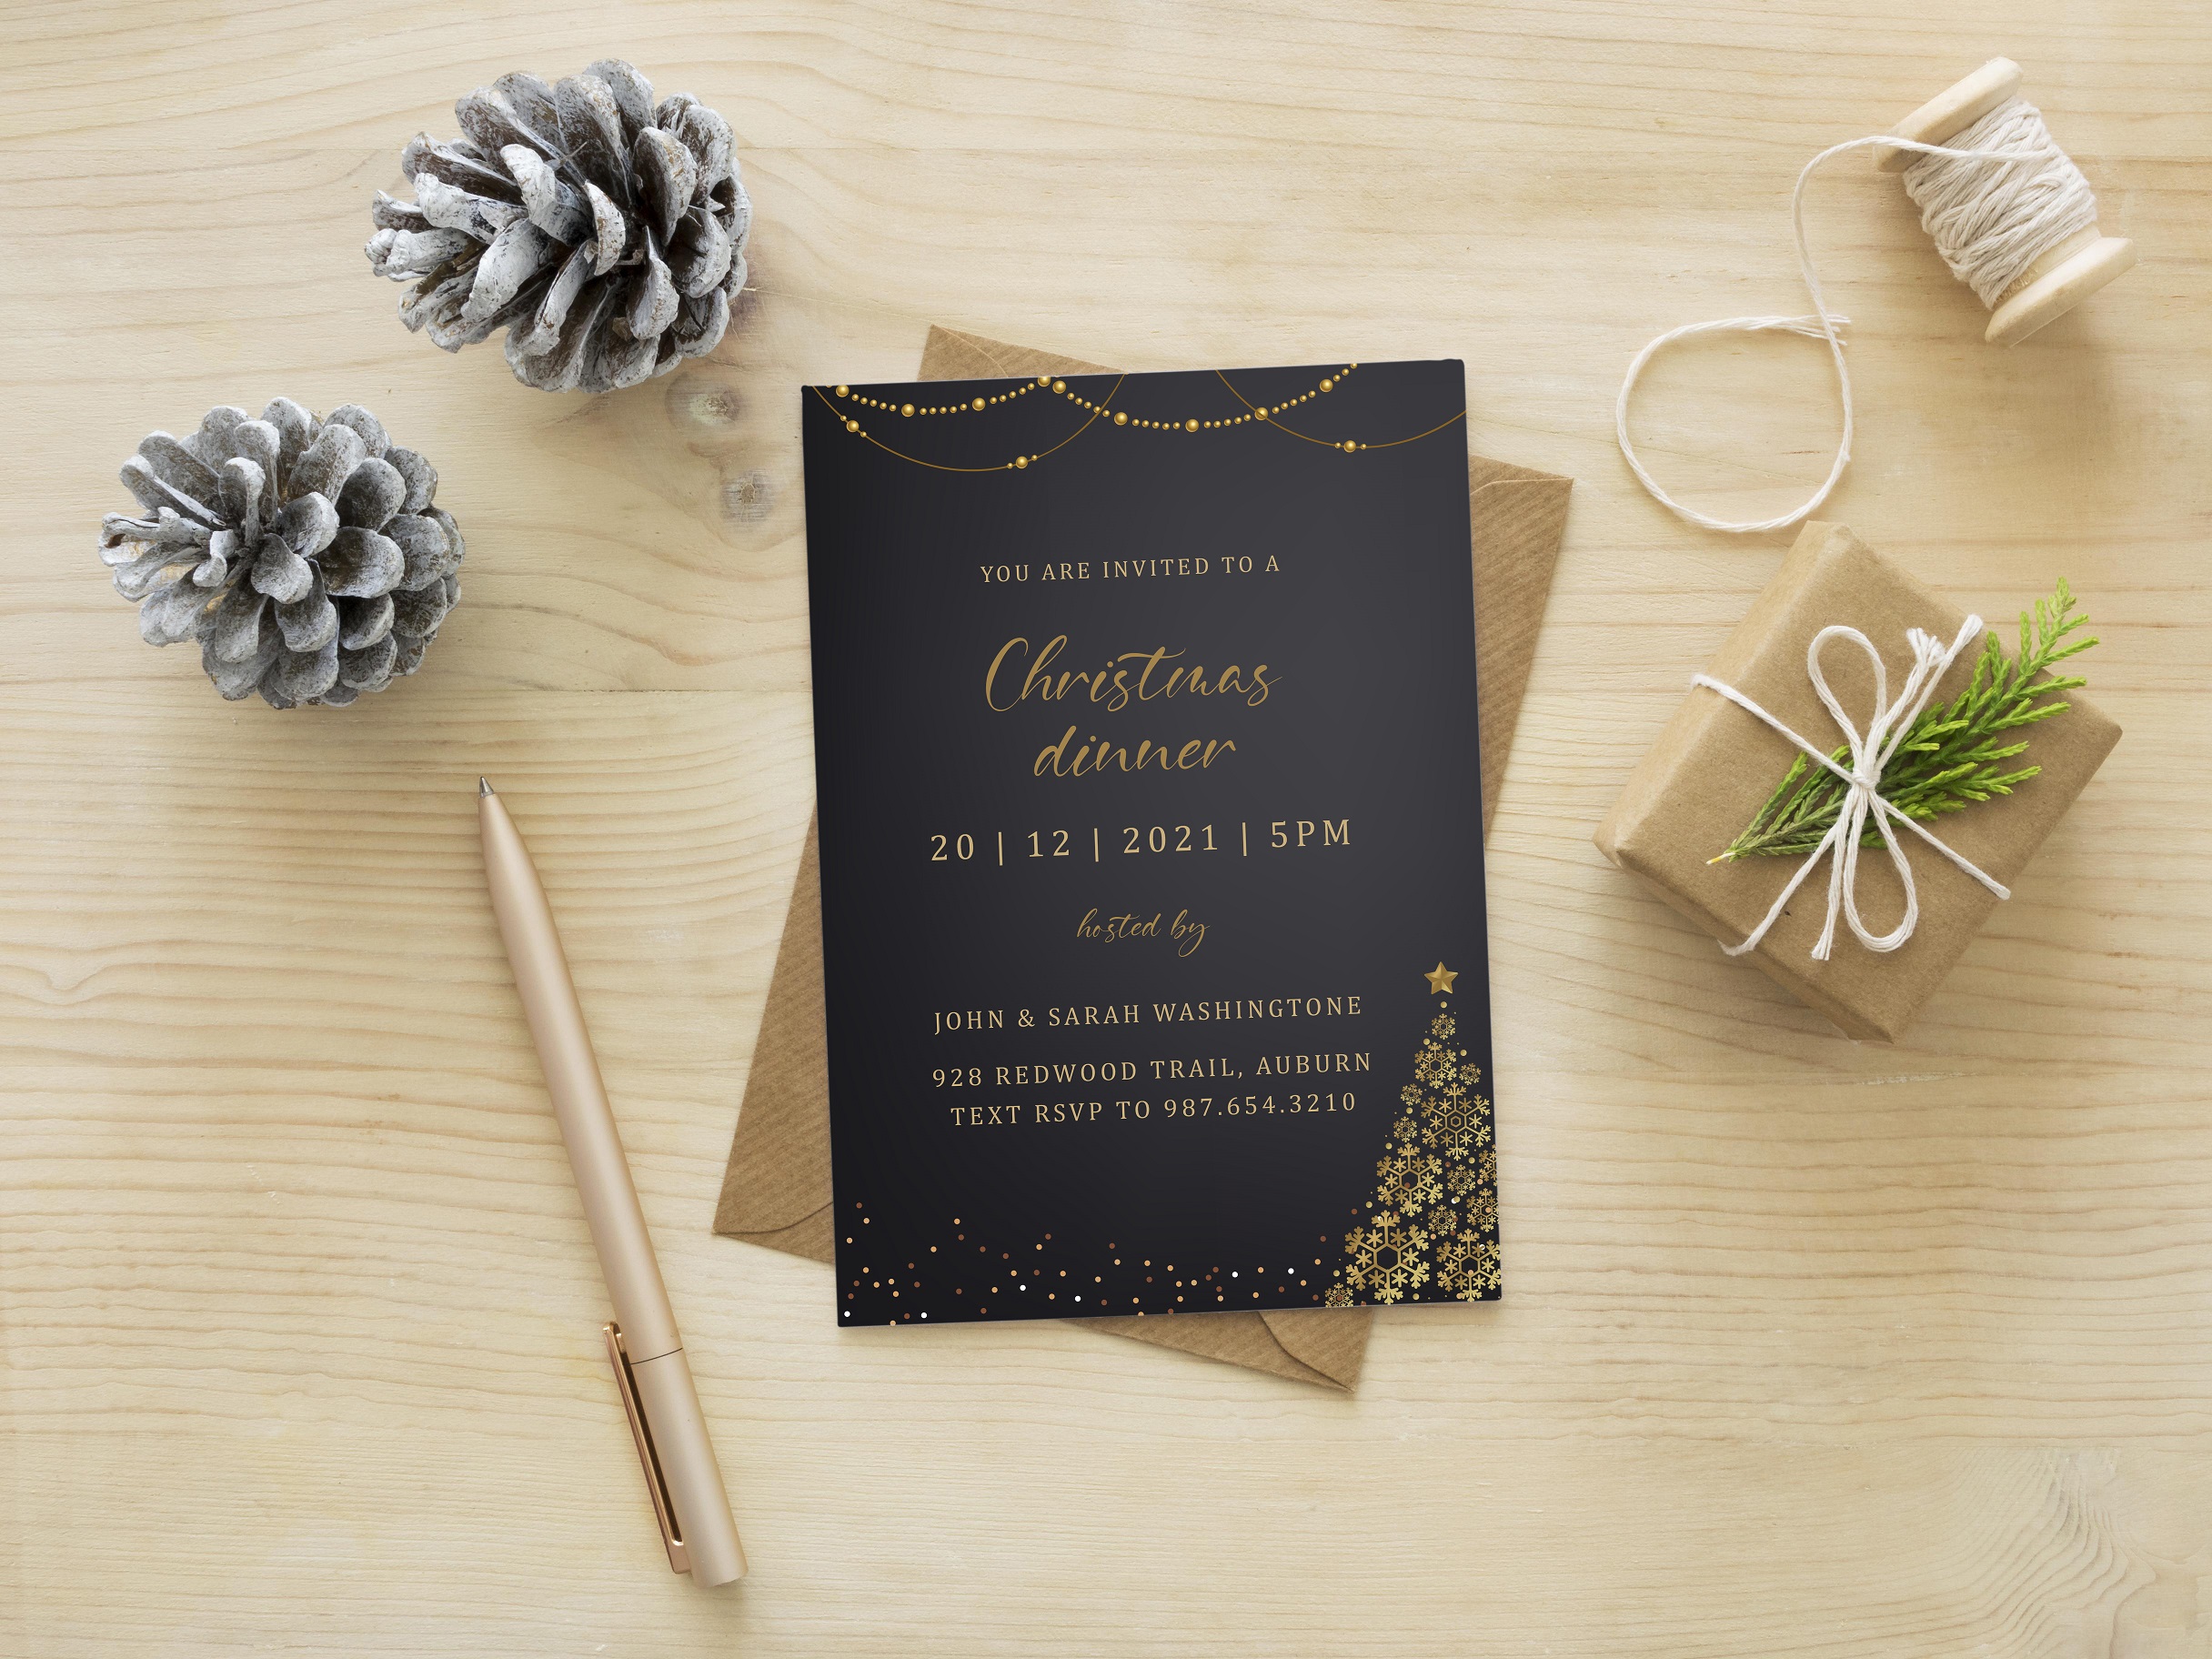 YOU ARE INVITED TO A
Christmas
dinner
20 | 12 | 2021 | 5PM
hosted by
JOHN & SARAH WASHINGTONE
928 REDWOOD TRAIL, AUBURN
TEXT RSVP TO 987.654.3210